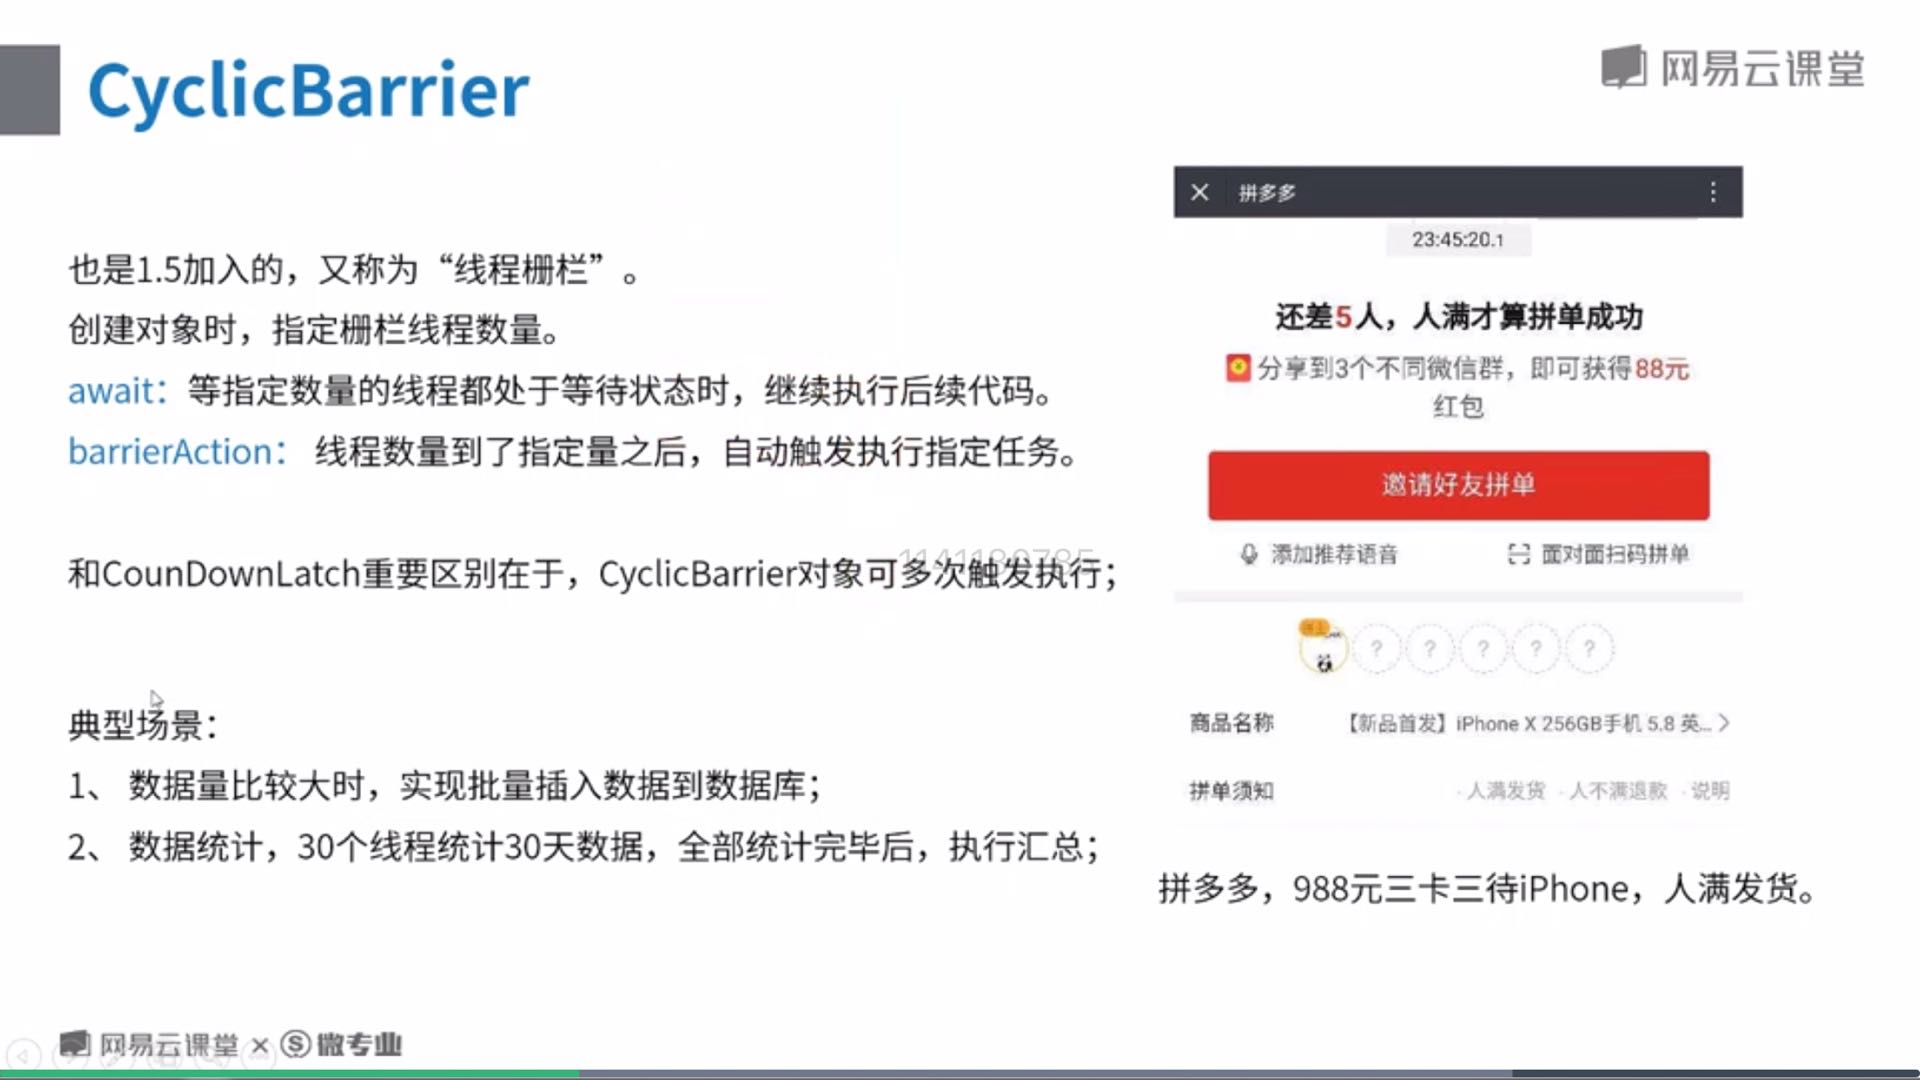 CyclicBarrier
网易云课堂
也是1.5加入的，又称为“线程栅栏”。
创建对象时，指定栅栏线程数量。
await：等指定数量的线程都处于等待状态时，继续执行后续代码。
barrierAction： 线程数量到了指定量之后，自动触发执行指定任务。
和CounDownLatch重要区别在于，CyclicBarrier对象可多次触发执行；
典型场景：
1、 数据量比较大时，实现批量插入数据到数据库；
2、 数据统计，30个线程统计30天数据，全部统计完毕后，执行汇总；
拼多多
23:45:20.1
还差5人，人满才算拼单成功
分享到3个不同微信群，即可获得88元
红包
邀请好友拼单
添加推荐语音 面对面扫码拼单
? ? ? ? ?
商品名称 【新品首发】iPhone X 256GB手机 5.8 英...
拼单须知 · 人满发货 · 人不满退款 · 说明
拼多多，988元三卡三待iPhone，人满发货。
网易云课堂 × 微专业